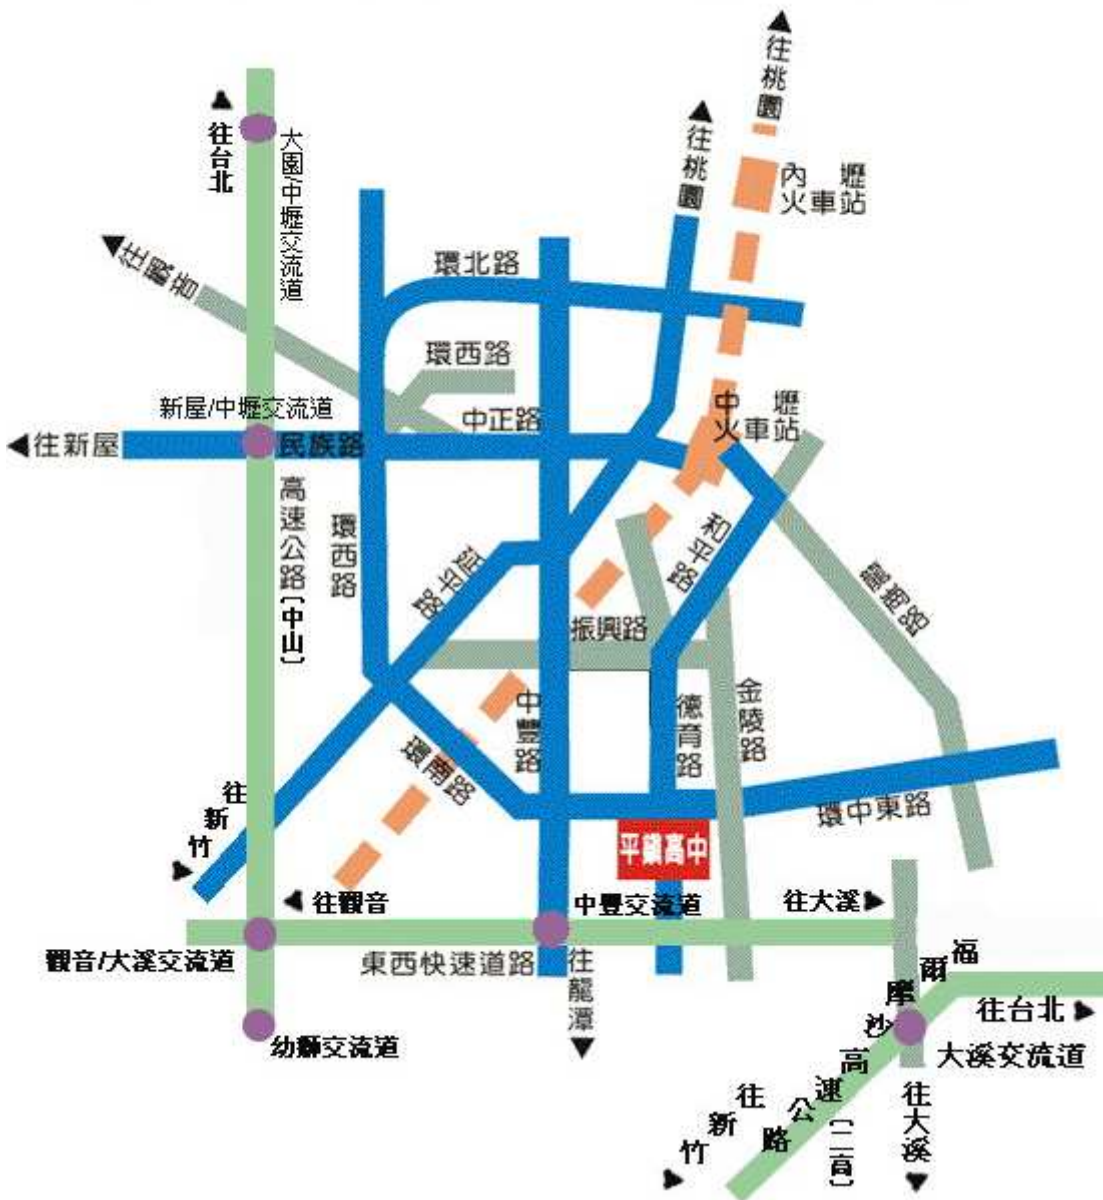 往桃園
往桃園
往台北
大園/中壢交流道
內壢火車站
往觀音
環北路
環西路
新屋/中壢交流道
中正路
中壢火車站
往新屋
民族路
高速公路〔中山〕
環西路
延平路
和平路
龍岡路
振興路
中豐路
德育路
金陵路
環南路
往新竹
環中東路
平鎮高中
往觀音
中豐交流道
往大溪
觀音/大溪交流道
東西快速道路
往龍潭
幼獅交流道
福爾摩沙高速公路〔二高〕
往台北
大溪交流道
往新竹
往大溪